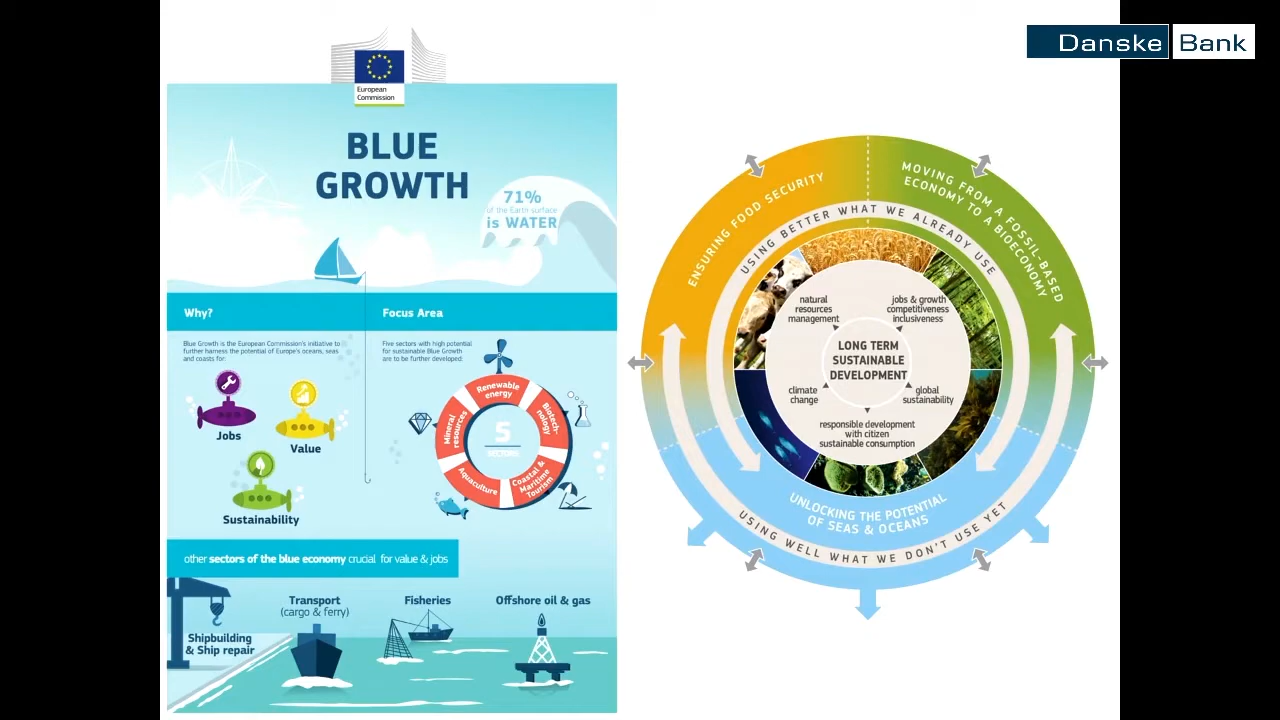 Danske Bank
European
Commission
BLUE
GROWTH
71%
of the Earth surface
is WATER
Why?
Blue Growth is the European Commission's initiative to
further harness the potential of Europe's oceans, seas
and coasts for:
Jobs
Value
Sustainability
Focus Area
Five sectors with high potential
for sustainable Blue Growth
are to be further developed:
Renewable
energy
Biotech-
nology
Coastal &
Maritime
Tourism
Aquaculture
Mineral
resources
5
SECTORS
other sectors of the blue economy crucial for value & jobs
Shipbuilding
& Ship repair
Transport
(cargo & ferry)
Fisheries
Offshore oil & gas
ENSURING FOOD SECURITY
MOVING FROM A FOSSIL-BASED
ECONOMY TO A BIOECONOMY
USING BETTER WHAT WE ALREADY USE
natural
resources
management
jobs & growth
competitiveness
inclusiveness
LONG TERM
SUSTAINABLE
DEVELOPMENT
climate
change
global
sustainability
responsible development
with citizen
sustainable consumption
UNLOCKING THE POTENTIAL
OF SEAS & OCEANS
USING WELL WHAT WE DON'T USE YET